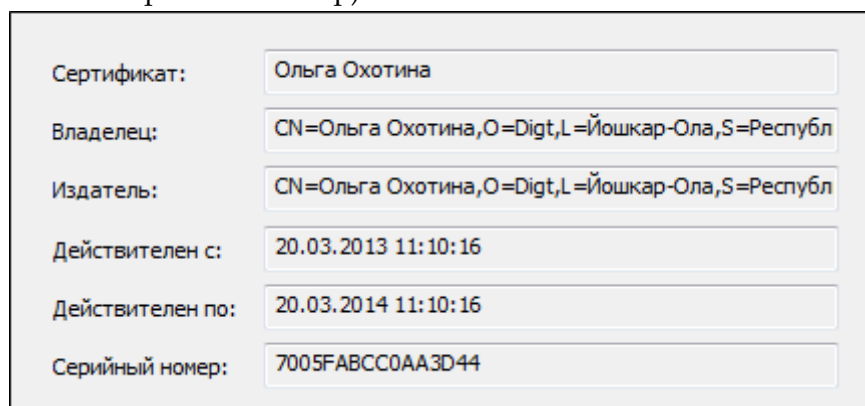 Сертификат: Ольга Охотина
Владелец: CN=Ольга Охотина,O=Digt,L=Йошкар-Ола,S=Республ
Издатель: CN=Ольга Охотина,O=Digt,L=Йошкар-Ола,S=Республ
Действителен с: 20.03.2013 11:10:16
Действителен по: 20.03.2014 11:10:16
Серийный номер: 7005FABCC0AA3D44